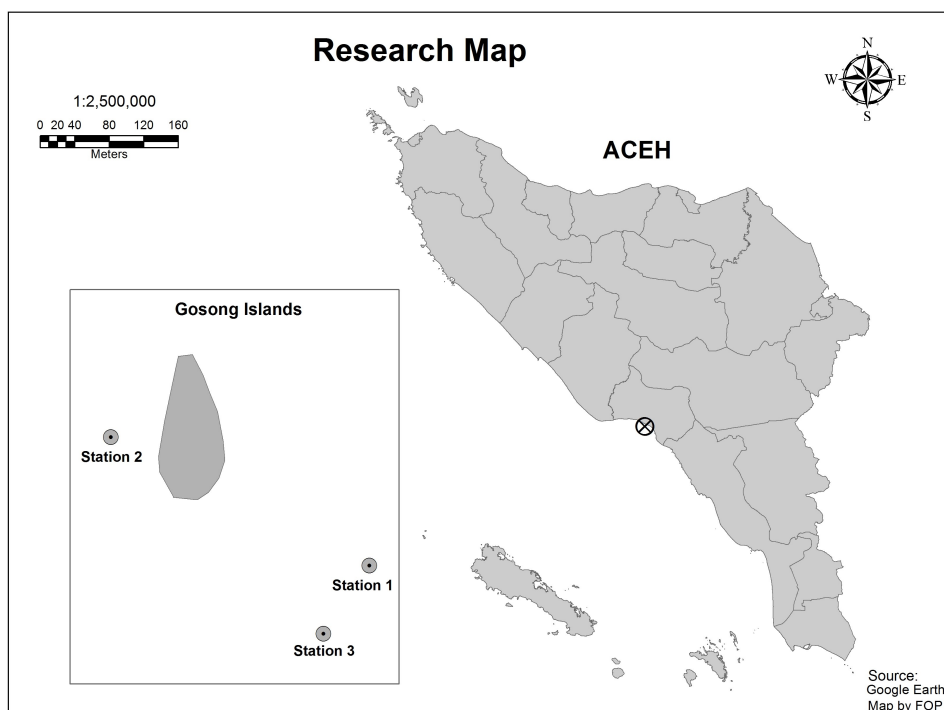 Research Map
N
W E
S
1:2,500,000
0 20 40 80 120 160
Meters
ACEH
Gosong Islands
Station 2
Station 1
Station 3
Source:
Google Earth
Map by FOP